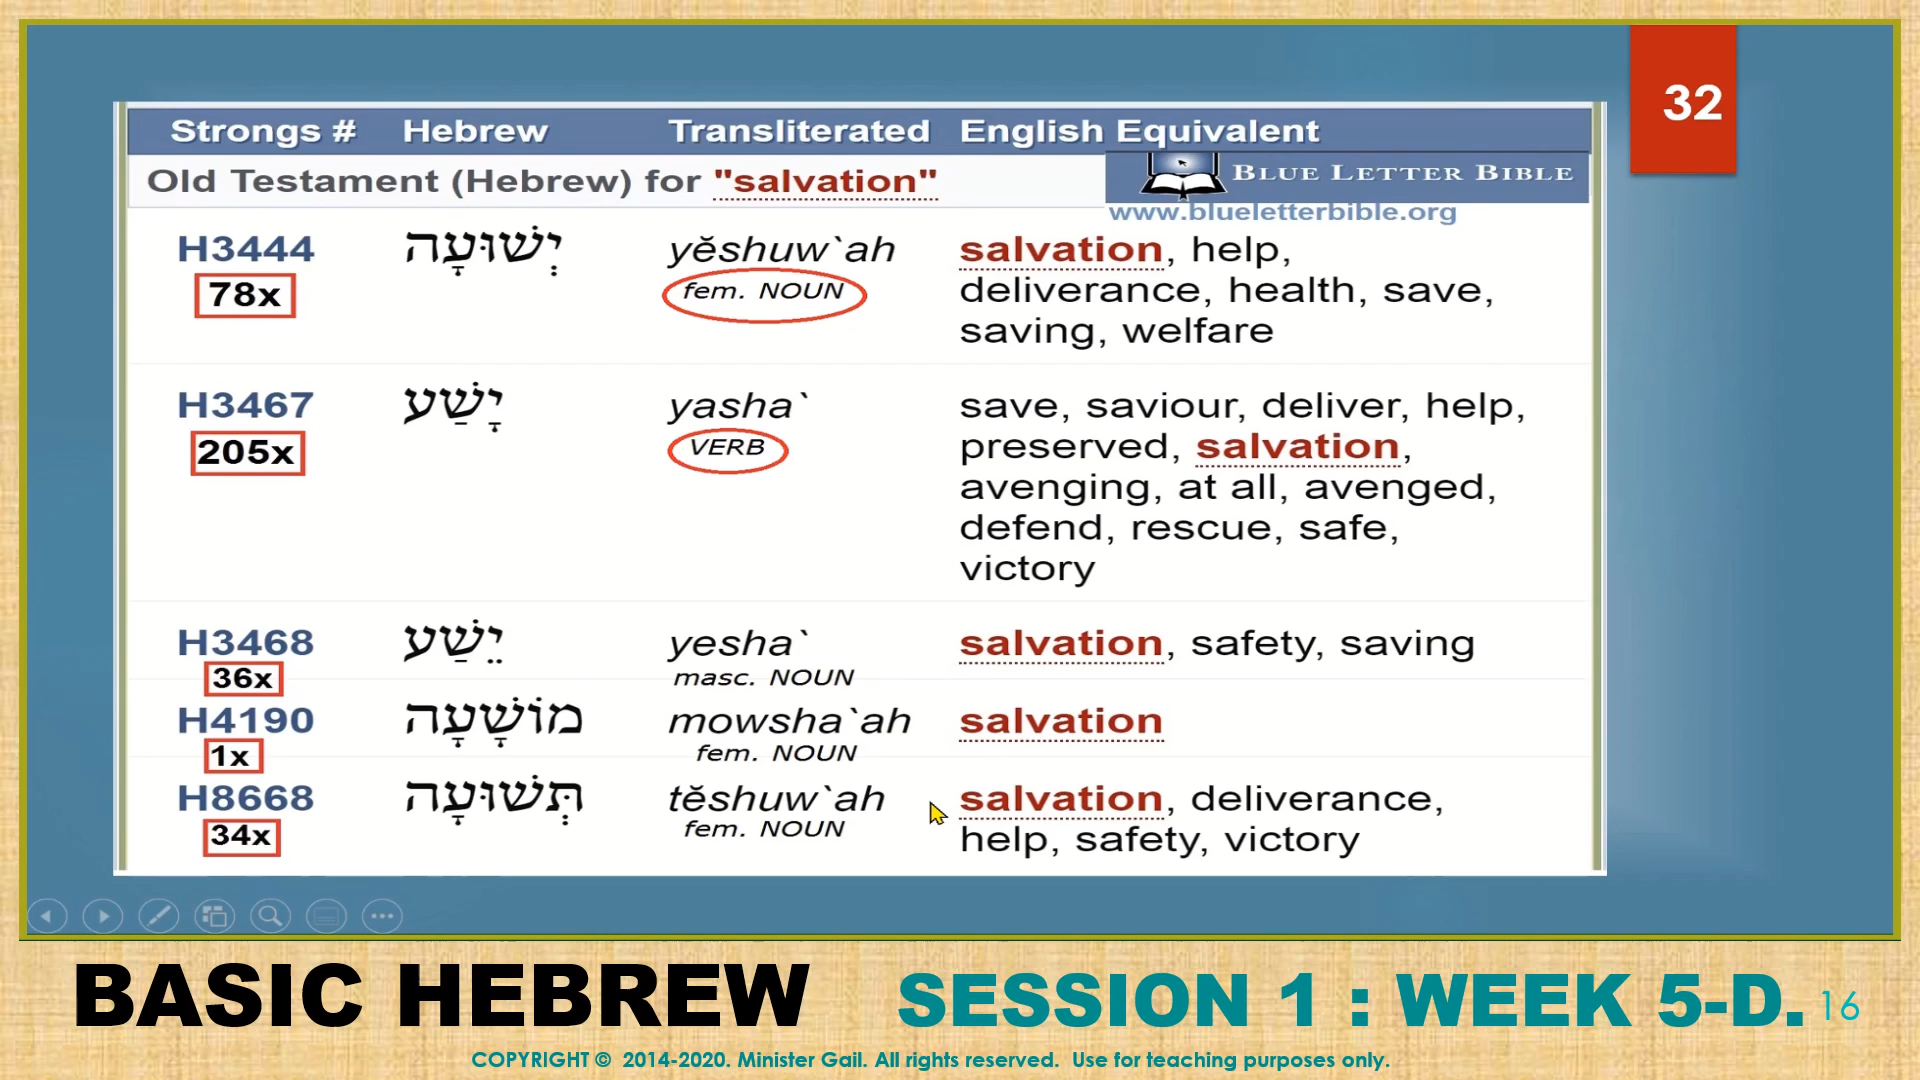 32
Strongs # Hebrew Transliterated English Equivalent
Old Testament (Hebrew) for "salvation" BLUE LETTER BIBLE
www.blueletterbible.org
H3444 יְשׁוּעָה yĕshuw`ah salvation, help,
78x fem. NOUN deliverance, health, save,
saving, welfare
H3467 יָשַׁע yasha` save, saviour, deliver, help,
205x VERB preserved, salvation,
avenging, at all, avenged,
defend, rescue, safe,
victory
H3468 יֵשַׁע yesha` salvation, safety, saving
36x masc. NOUN
H4190 מוֹשָׁעָה mowsha`ah salvation
1x fem. NOUN
H8668 תְּשׁוּעָה tĕshuw`ah salvation, deliverance,
34x fem. NOUN help, safety, victory
BASIC HEBREW SESSION 1 : WEEK 5-D. 16
COPYRIGHT © 2014-2020. Minister Gail. All rights reserved. Use for teaching purposes only.